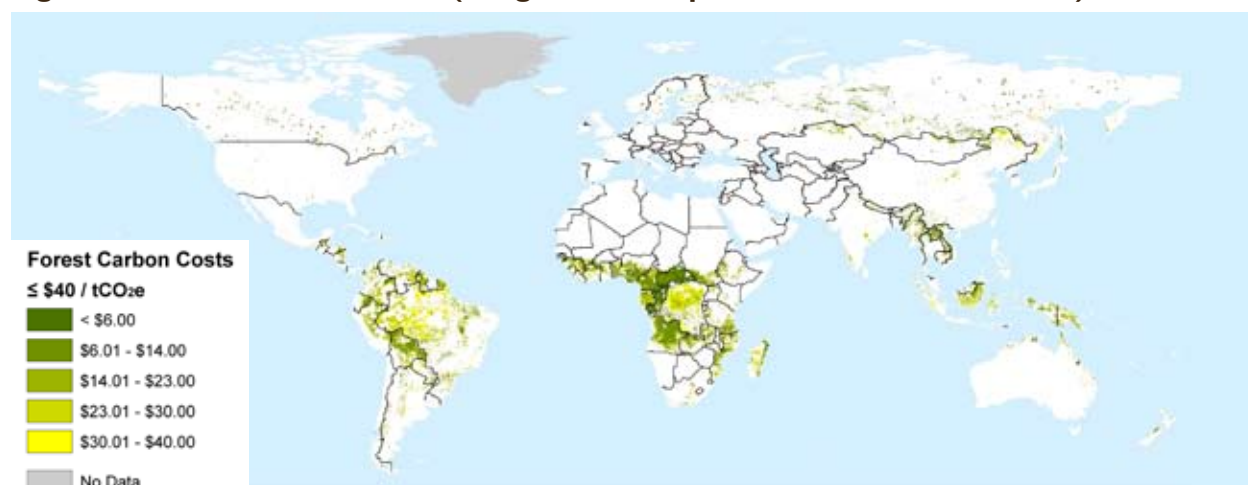 Forest Carbon Costs
≤ $40 / tCO₂e
< $6.00
$6.01 - $14.00
$14.01 - $23.00
$23.01 - $30.00
$30.01 - $40.00
No Data